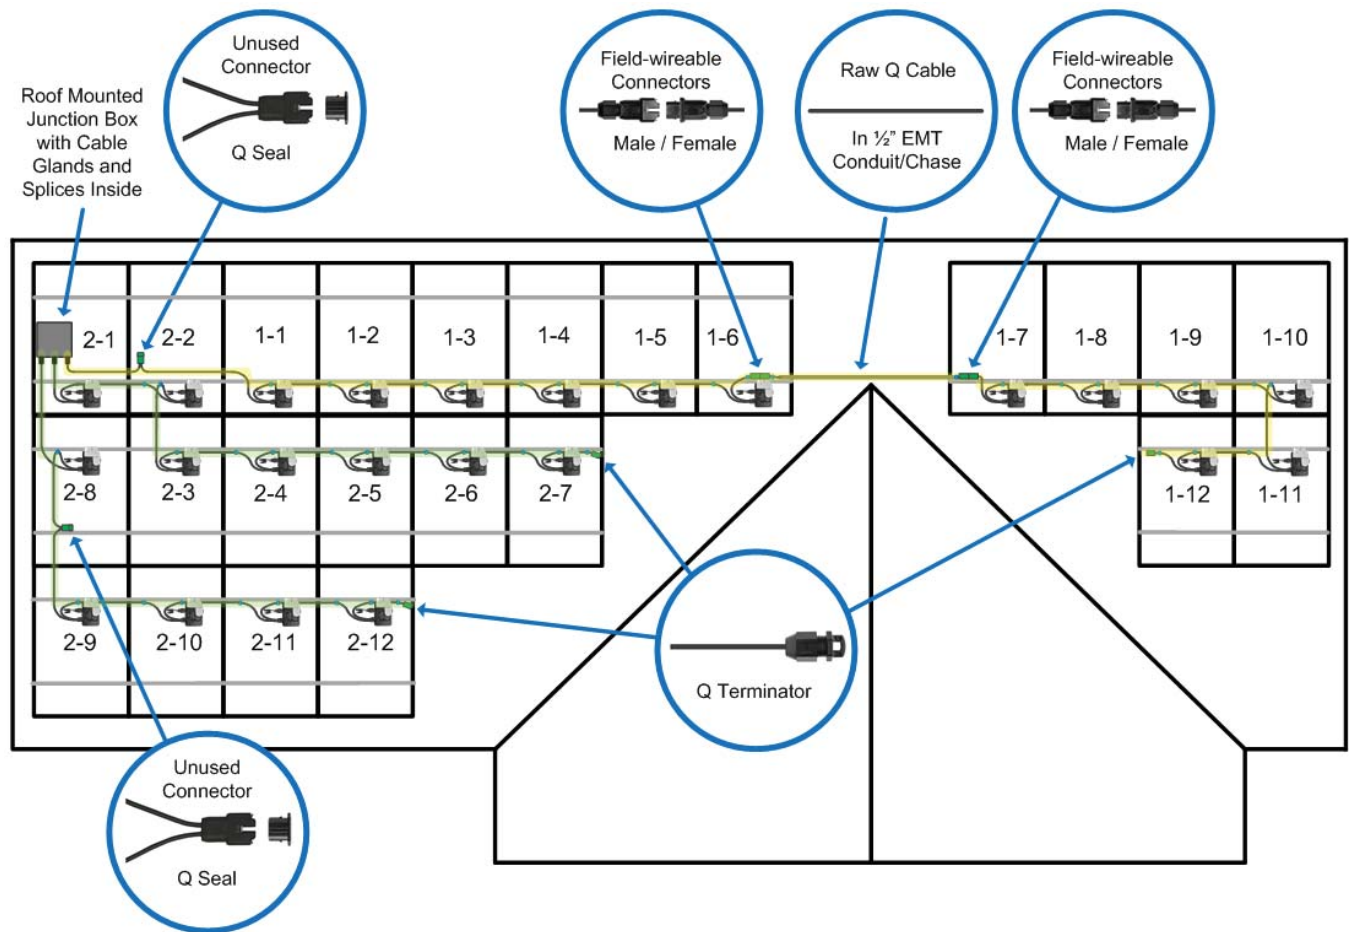 Unused
Connector
Q Seal
Roof Mounted
Junction Box
with Cable
Glands and
Splices Inside
Field-wireable
Connectors
Male / Female
Raw Q Cable
In ½” EMT
Conduit/Chase
Field-wireable
Connectors
Male / Female
2-1 2-2 1-1 1-2 1-3 1-4 1-5 1-6 1-7 1-8 1-9 1-10
2-8 2-3 2-4 2-5 2-6 2-7 1-12 1-11
2-9 2-10 2-11 2-12
Q Terminator
Unused
Connector
Q Seal